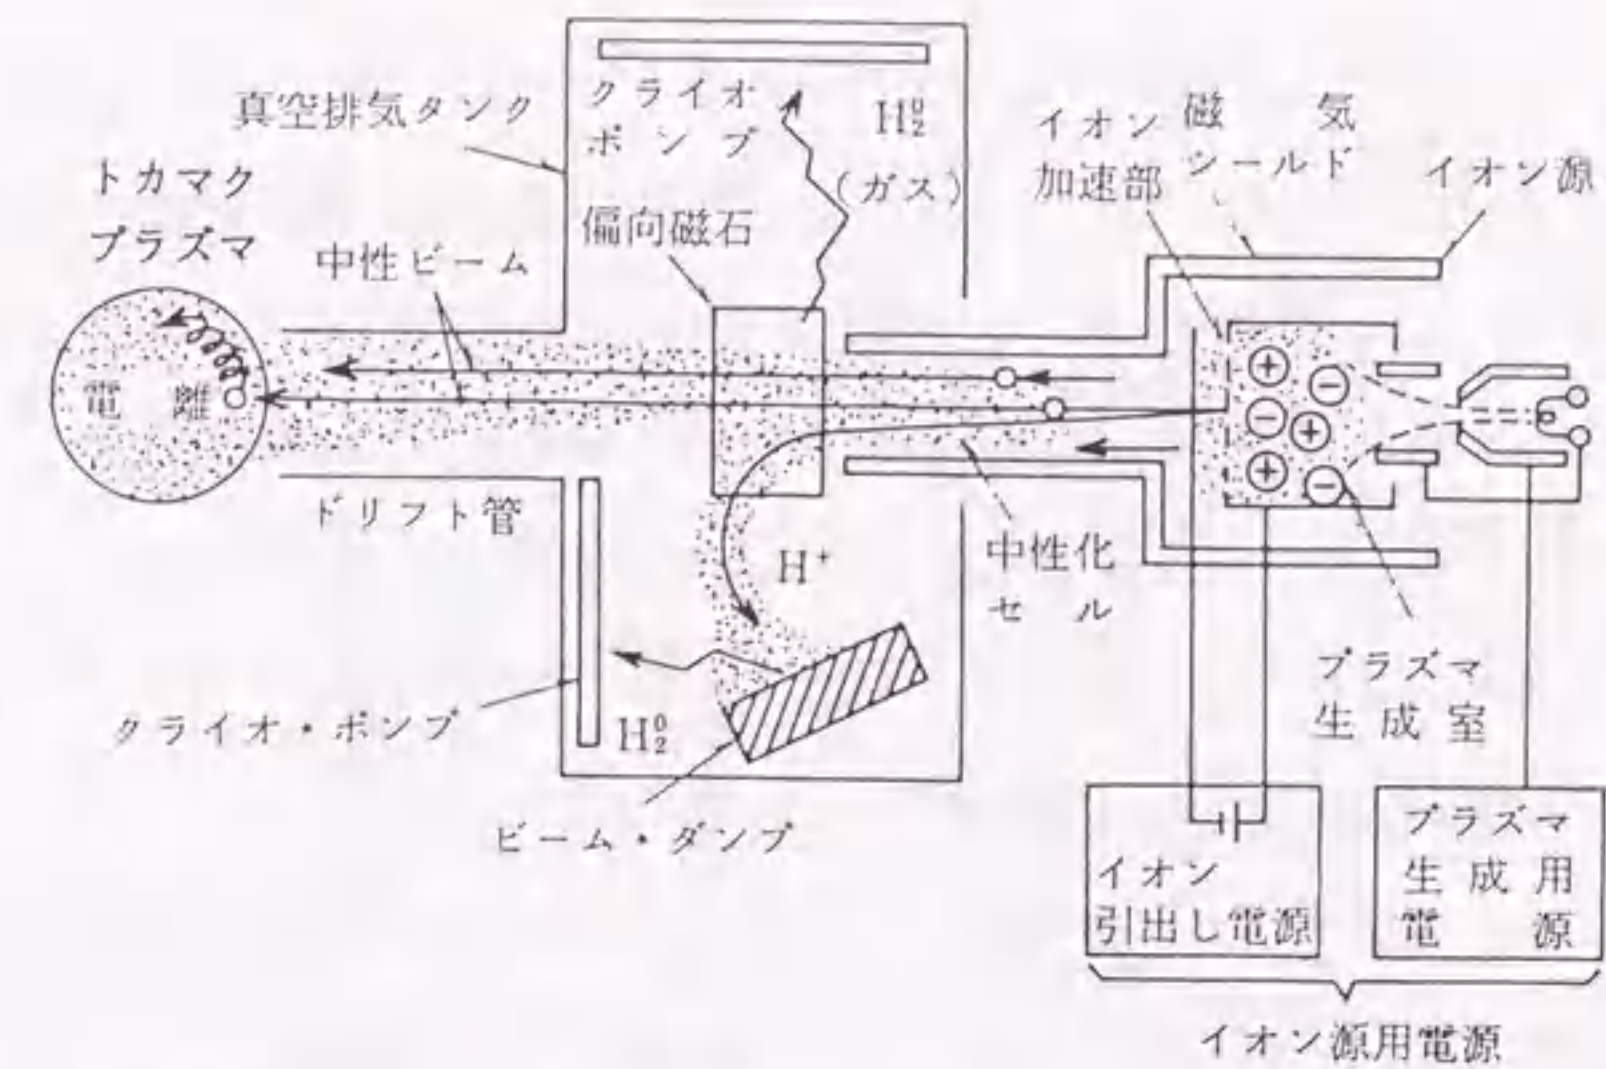 真空排気タンク
クライオ
ポンプ
H₂⁰
(ガス)
イオン
加速部
磁気
シールド
イオン源
トカマク
プラズマ
中性ビーム
偏向磁石
電離
+
-
-
+
+
-
ドリフト管
H⁺
中性化
セル
クライオ・ポンプ
H₂⁰
ビーム・ダンプ
プラズマ
生成室
イオン
引出し電源
プラズマ
生成用
電源
イオン源用電源